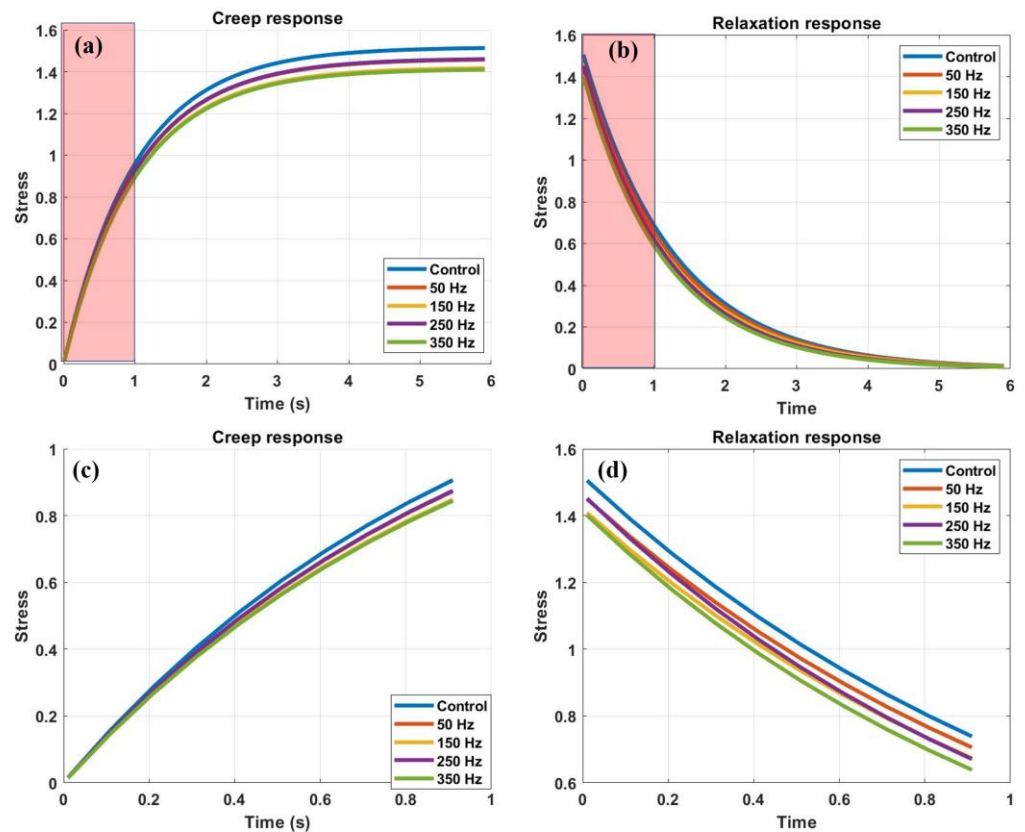 Creep response
(a)
1.6
1.4
1.2
1
0.8
0.6
0.4
0.2
0
Stress
0 1 2 3 4 5 6
Time (s)
Control
50 Hz
150 Hz
250 Hz
350 Hz
Relaxation response
(b)
1.6
1.4
1.2
1
0.8
0.6
0.4
0.2
0
Stress
0 1 2 3 4 5 6
Time
Control
50 Hz
150 Hz
250 Hz
350 Hz
Creep response
(c)
1
0.8
0.6
0.4
0.2
0
Stress
0 0.2 0.4 0.6 0.8 1
Time (s)
Control
50 Hz
150 Hz
250 Hz
350 Hz
Relaxation response
(d)
1.6
1.4
1.2
1
0.8
0.6
Stress
0 0.2 0.4 0.6 0.8 1
Time
Control
50 Hz
150 Hz
250 Hz
350 Hz